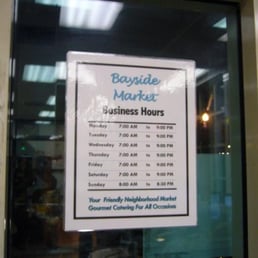 Bayside
Market
Business Hours
Monday 7:00 AM to 9:00 PM
Tuesday 7:00 AM to 9:00 PM
Wednesday 7:00 AM to 9:00 PM
Thursday 7:00 AM to 9:00 PM
Friday 7:00 AM to 9:00 PM
Saturday 7:00 AM to 9:00 PM
Sunday 8:00 AM to 8:30 PM
Your Friendly Neighborhood Market
Gourmet Catering For All Occasions